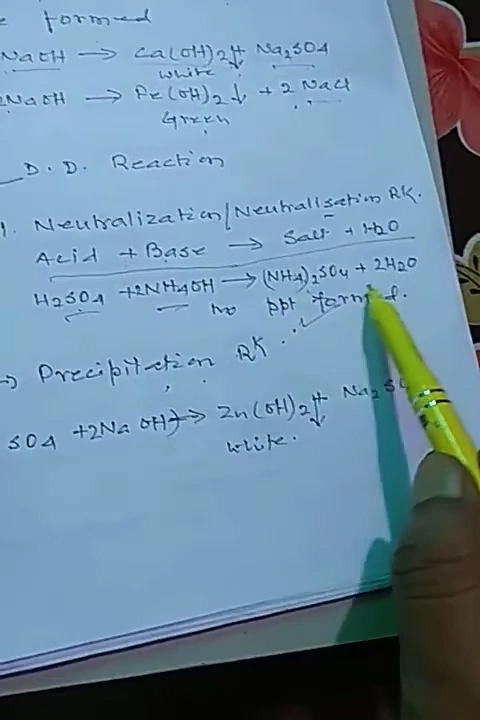 formed
NaOH → Ca(OH)2↓+ Na2SO4
White
2NaOH → Fe(OH)2↓ + 2 NaCl
Green
D. D. Reaction
1. Neutralization/Neutralisation RX.
Acid + Base → Salt + H2O
H2SO4 +2NH4OH → (NH4)2SO4 + 2H2O
No ppt formed.
→ Precipitation RX.
SO4 +2NaOH → Zn(OH)2↓+ Na2
White.